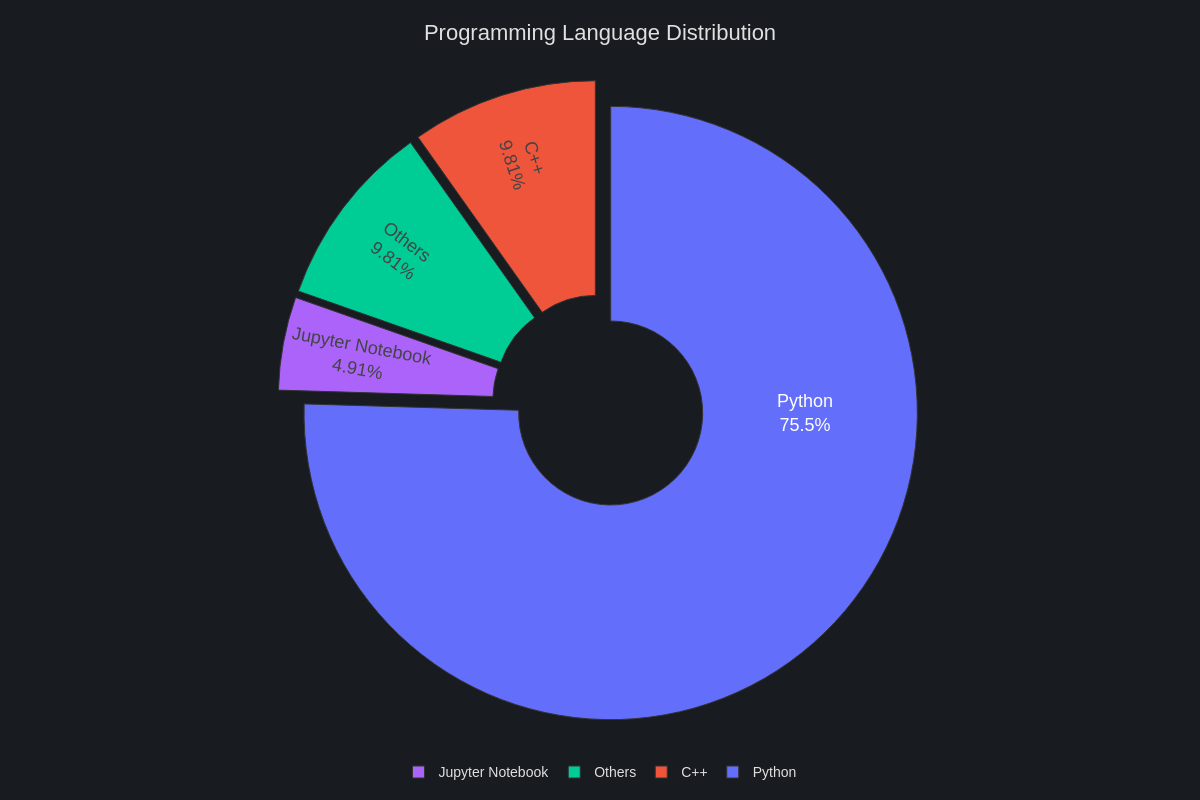 Programming Language Distribution
C++
9.81%
Others
9.81%
Jupyter Notebook
4.91%
Python
75.5%
Jupyter Notebook
Others
C++
Python